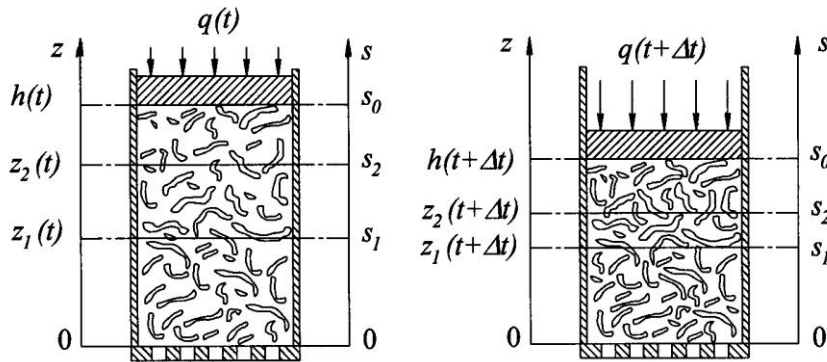 q(t)
z
s
h(t)
s0
z2(t)
s2
z1(t)
s1
0
0
q(t+Δt)
z
s
h(t+Δt)
s0
z2(t+Δt)
s2
z1(t+Δt)
s1
0
0